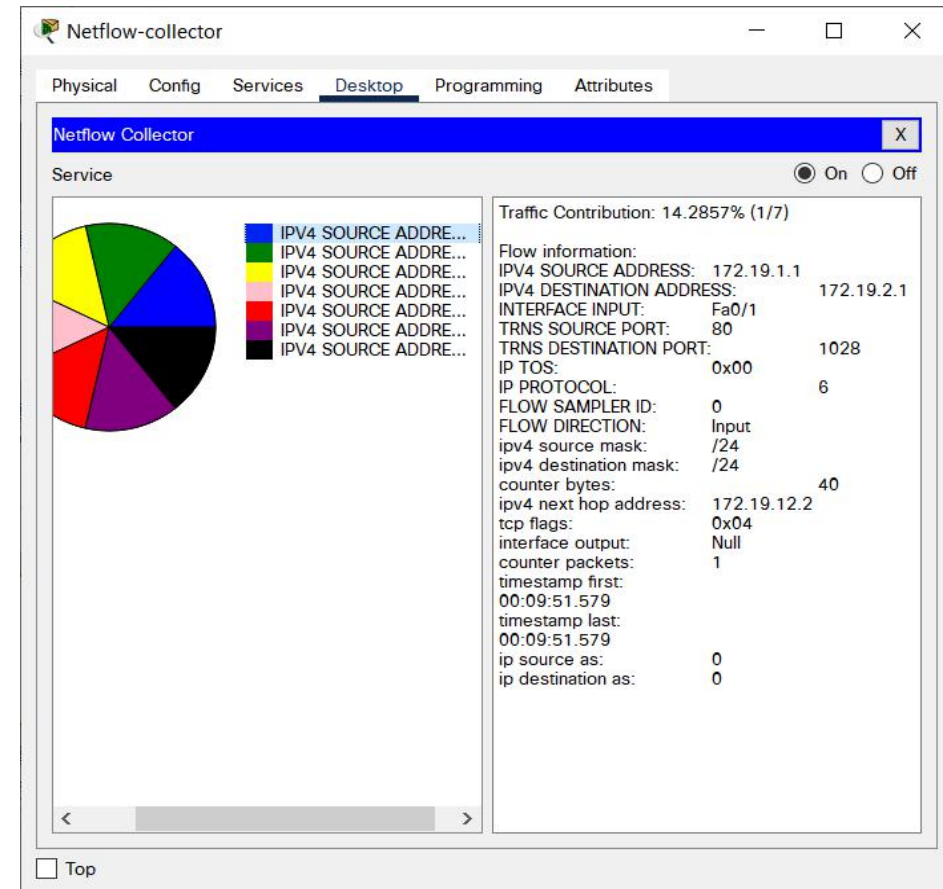 Netflow-collector
Physical Config Services Desktop Programming Attributes
Netflow Collector X
Service On Off
IPV4 SOURCE ADDRE...
IPV4 SOURCE ADDRE...
IPV4 SOURCE ADDRE...
IPV4 SOURCE ADDRE...
IPV4 SOURCE ADDRE...
IPV4 SOURCE ADDRE...
IPV4 SOURCE ADDRE...
Traffic Contribution: 14.2857% (1/7)
Flow information:
IPV4 SOURCE ADDRESS: 172.19.1.1
IPV4 DESTINATION ADDRESS: 172.19.2.1
INTERFACE INPUT: Fa0/1
TRNS SOURCE PORT: 80
TRNS DESTINATION PORT: 1028
IP TOS: 0x00
IP PROTOCOL: 6
FLOW SAMPLER ID: 0
FLOW DIRECTION: Input
ipv4 source mask: /24
ipv4 destination mask: /24
counter bytes: 40
ipv4 next hop address: 172.19.12.2
tcp flags: 0x04
interface output: Null
counter packets: 1
timestamp first:
00:09:51.579
timestamp last:
00:09:51.579
ip source as: 0
ip destination as: 0
Top